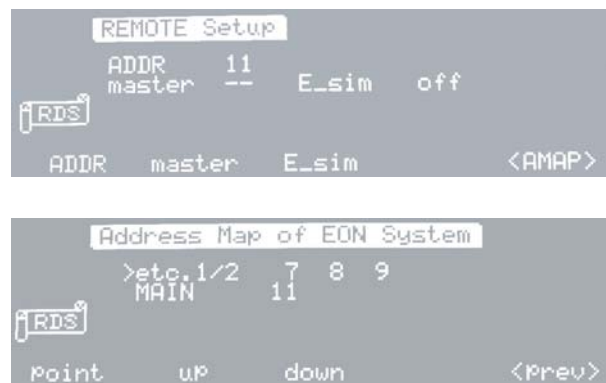 REMOTE Setup
ADDR 11
master -- E_sim off
RDS
ADDR master E_sim <AMAP>
Address Map of EON System
>etc.1/2 7 8 9
MAIN 11
RDS
point up down <prev>